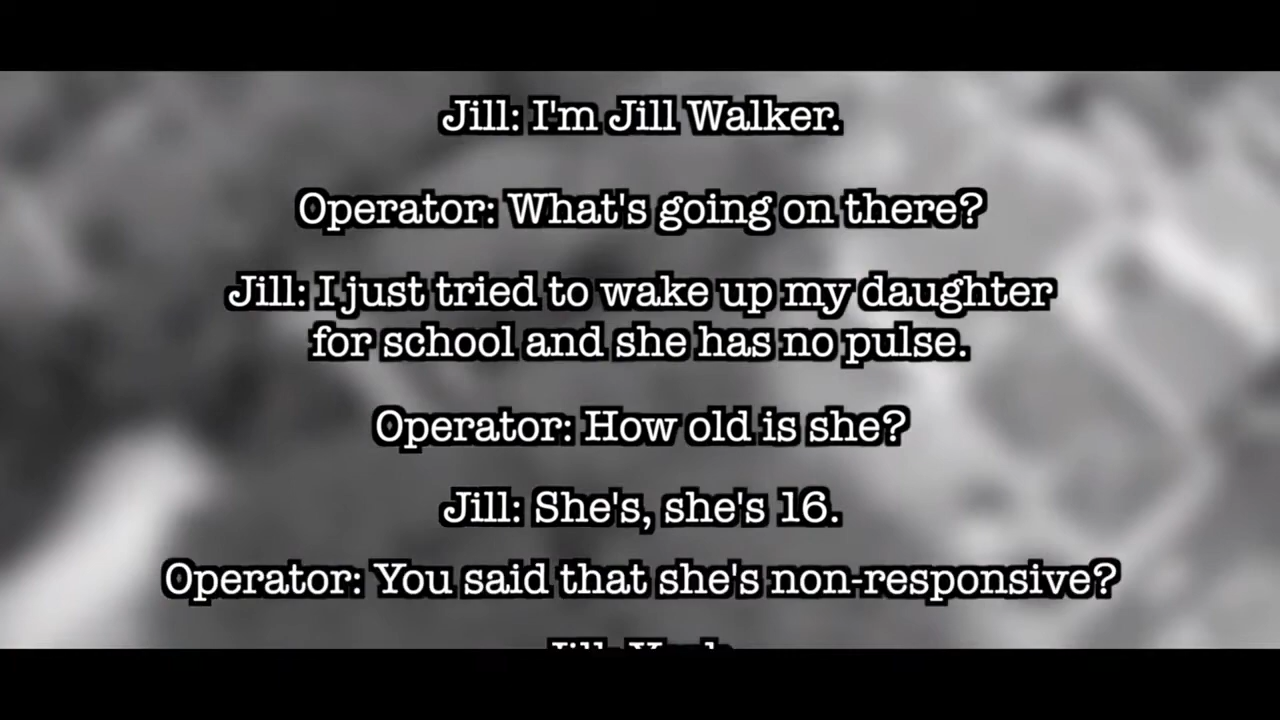 Jill: I'm Jill Walker.
Operator: What's going on there?
Jill: I just tried to wake up my daughter
for school and she has no pulse.
Operator: How old is she?
Jill: She's, she's 16.
Operator: You said that she's non-responsive?
Jill: